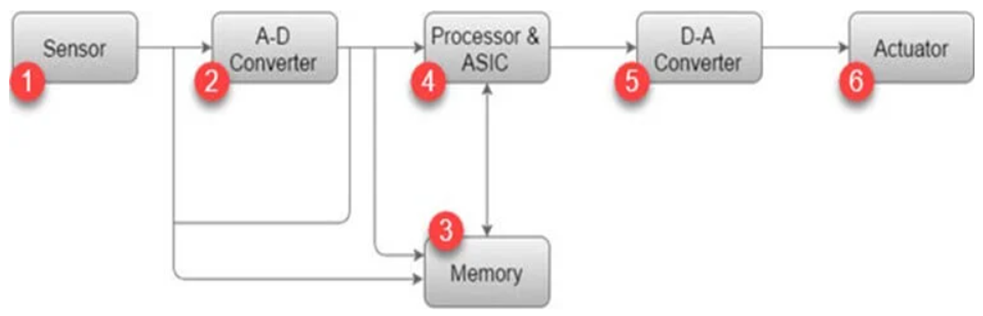 Sensor
1
A-D
Converter
2
Processor &
ASIC
4
D-A
Converter
5
Actuator
6
3
Memory